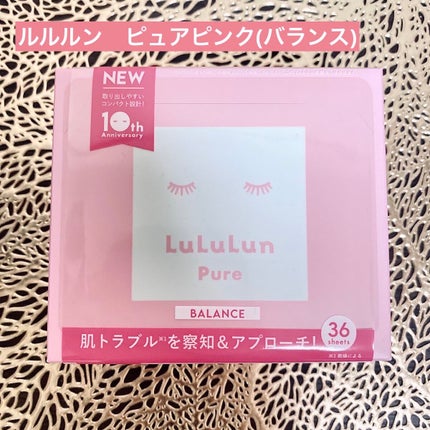 ルルルン　ピュアピンク(バランス)
NEW
取り出しやすい
コンパクト設計!
10th
Anniversary
LuLuLun
Pure
BALANCE
肌トラブル※1を察知&アプローチ!
36
sheets
※1 乾燥による